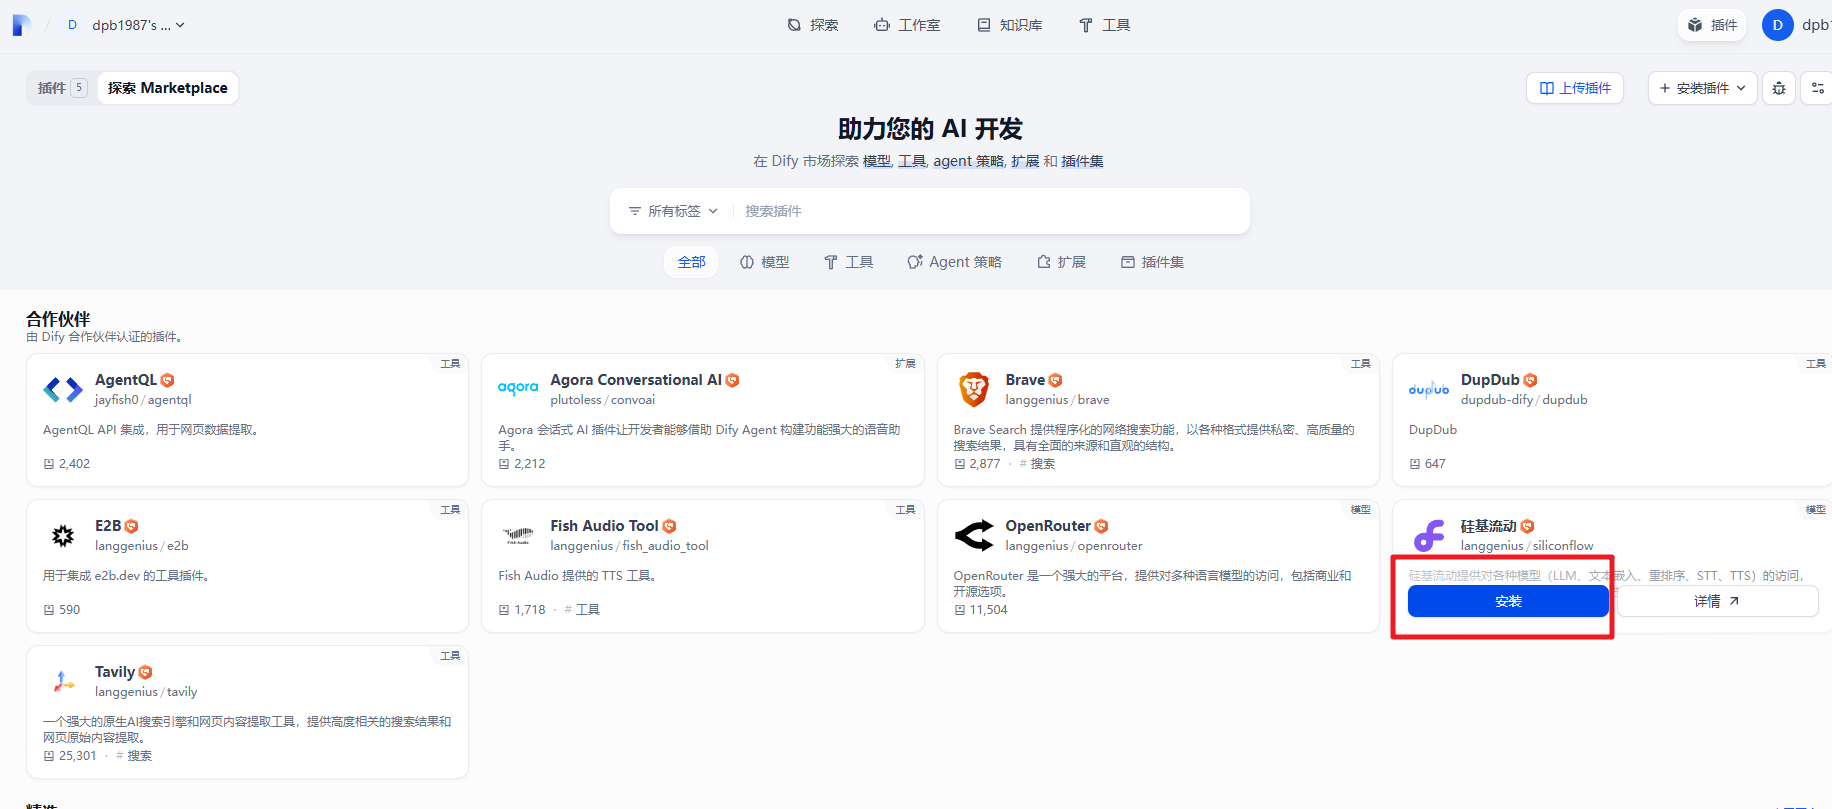 D dpb1987's ...
探索
工作室
知识库
工具
插件
D dpb1
插件 5
探索 Marketplace
上传插件
安装插件
助力您的 AI 开发
在 Dify 市场探索 模型, 工具, agent 策略, 扩展 和 插件集
所有标签
搜索插件
全部
模型
工具
Agent 策略
扩展
插件集
合作伙伴
由 Dify 合作伙伴认证的插件。
工具
AgentQL
jayfish0 / agentql
AgentQL API 集成，用于网页数据提取。
2,402
扩展
agora
Agora Conversational AI
plutoless / convoai
Agora 会话式 AI 插件让开发者能够借助 Dify Agent 构建功能强大的语音助
手。
2,212
工具
Brave
langgenius / brave
Brave Search 提供程序化的网络搜索功能，以各种格式提供私密、高质量的
搜索结果，具有全面的来源和直观的结构。
2,877 · # 搜索
工具
dupdub
DupDub
dupdub-dify / dupdub
DupDub
647
工具
E2B
langgenius / e2b
用于集成 e2b.dev 的工具插件。
590
工具
Fish Audio
Fish Audio Tool
langgenius / fish_audio_tool
Fish Audio 提供的 TTS 工具。
1,718 · # 工具
模型
OpenRouter
langgenius / openrouter
OpenRouter 是一个强大的平台，提供对多种语言模型的访问，包括商业和
开源选项。
11,504
模型
硅基流动
langgenius / siliconflow
硅基流动提供对各种模型（LLM、文本嵌入、重排序、STT、TTS）的访问，
安装
详情
工具
Tavily
langgenius / tavily
一个强大的原生AI搜索引擎和网页内容提取工具，提供高度相关的搜索结果和
网页原始内容提取。
25,301 · # 搜索
精选